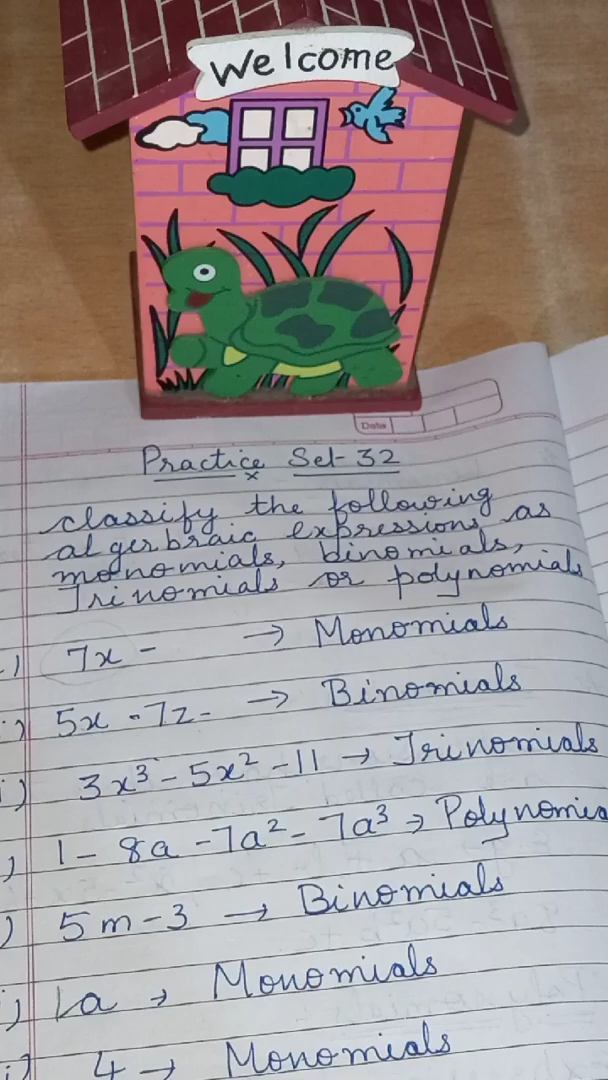 Welcome
Date
Practice Set-32
classify the following
algerbraic expressions as
monomials, binomials,
Trinomials or polynomials
7x - → Monomials
5x - 7z - → Binomials
3x³ - 5x² - 11 → Trinomials
1 - 8a - 7a² - 7a³ → Polynomia
5m - 3 → Binomials
1a → Monomials
4 → Monomials